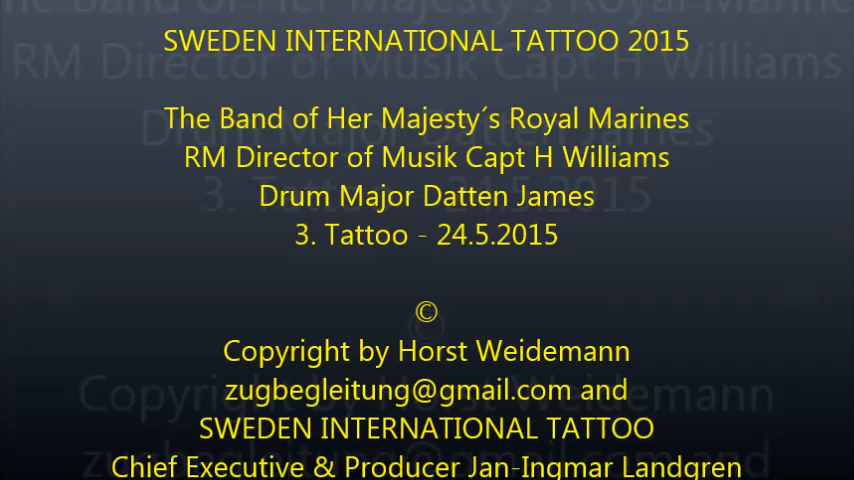 SWEDEN INTERNATIONAL TATTOO 2015
The Band of Her Majesty´s Royal Marines
RM Director of Musik Capt H Williams
Drum Major Datten James
3. Tattoo - 24.5.2015
©
Copyright by Horst Weidemann
zugbegleitung@gmail.com and
SWEDEN INTERNATIONAL TATTOO
Chief Executive & Producer Jan-Ingmar Landgren